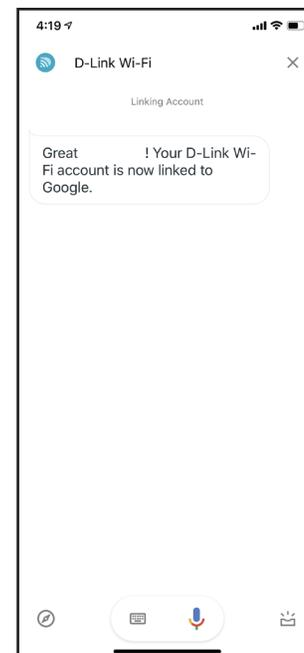 4:19
D-Link Wi-Fi
Linking Account
Great ! Your D-Link Wi-
Fi account is now linked to
Google.